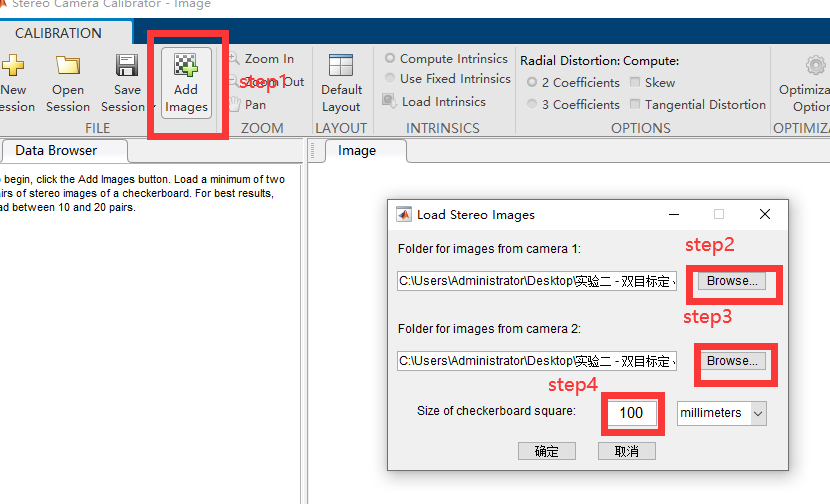 Stereo Camera Calibrator - Image
CALIBRATION
New
Session
Open
Session
Save
Session
Add
Images
step1
Zoom In
Zoom Out
Pan
Default
Layout
Compute Intrinsics
Use Fixed Intrinsics
Load Intrinsics
Radial Distortion: Compute:
2 Coefficients
Skew
3 Coefficients
Tangential Distortion
Optimiza
Optior
FILE
ZOOM
LAYOUT
INTRINSICS
OPTIONS
OPTIMIZA
Data Browser
Image
begin, click the Add Images button. Load a minimum of two
irs of stereo images of a checkerboard. For best results,
ad between 10 and 20 pairs.
Load Stereo Images
step2
Folder for images from camera 1:
C:\Users\Administrator\Desktop\实验二 - 双目标定
Browse...
step3
Folder for images from camera 2:
C:\Users\Administrator\Desktop\实验二 - 双目标定
Browse...
step4
Size of checkerboard square:
100
millimeters
确定
取消